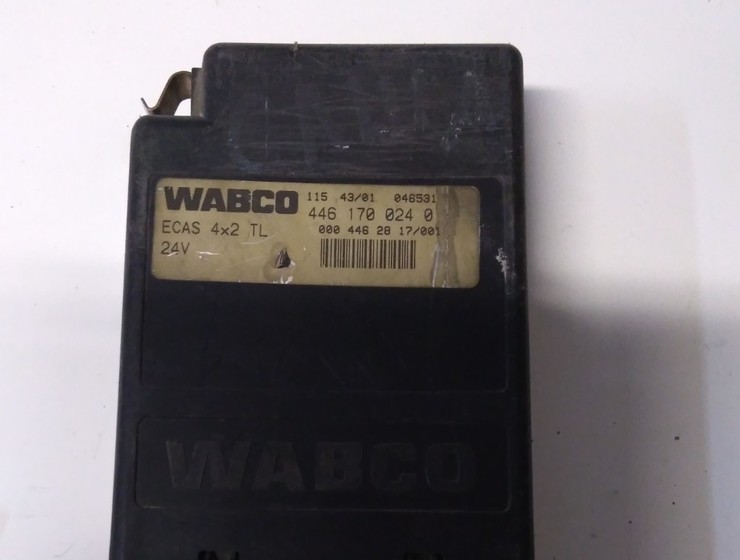 WABCO 115 43/01 046531
446 170 024 0
ECAS 4x2 TL 000 446 28 17/001
24V
WABCO